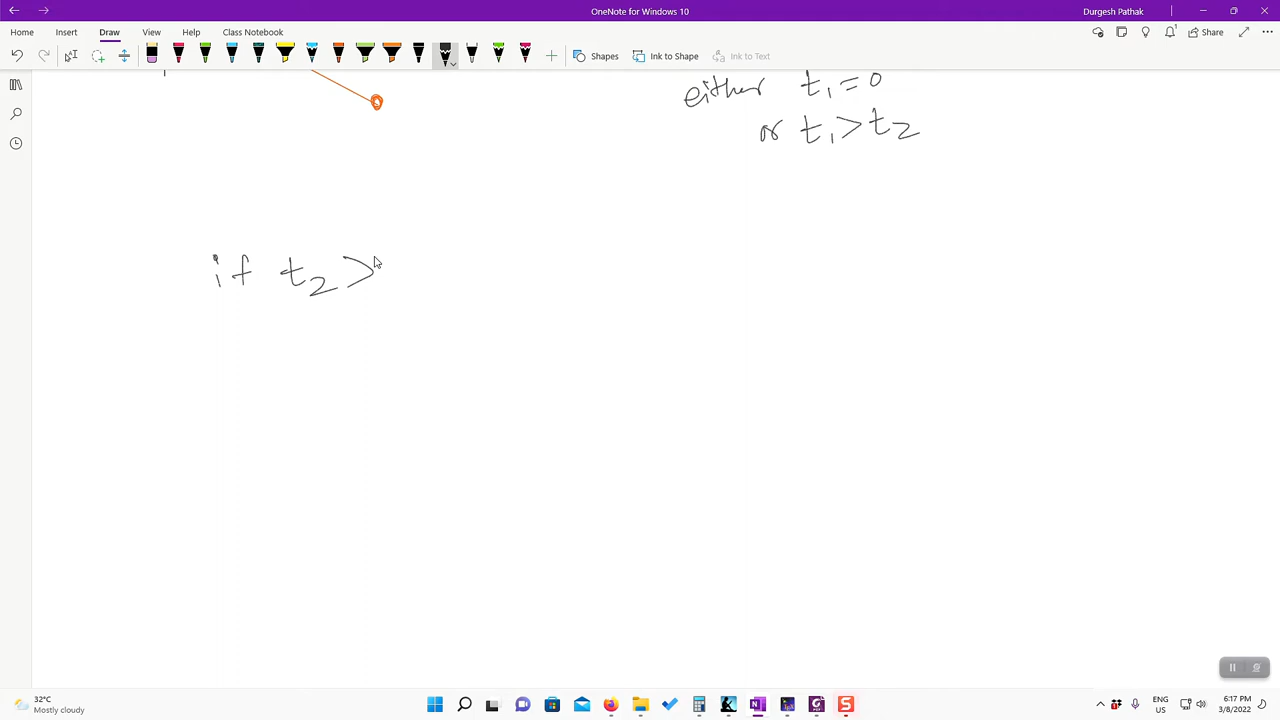 OneNote for Windows 10
Durgesh Pathak
Home Insert Draw View Help Class Notebook
Share
Shapes Ink to Shape Ink to Text
either t₁ = 0
or t₁ > t₂
if t₂ >
32°C
Mostly cloudy
ENG
US
6:17 PM
3/8/2022